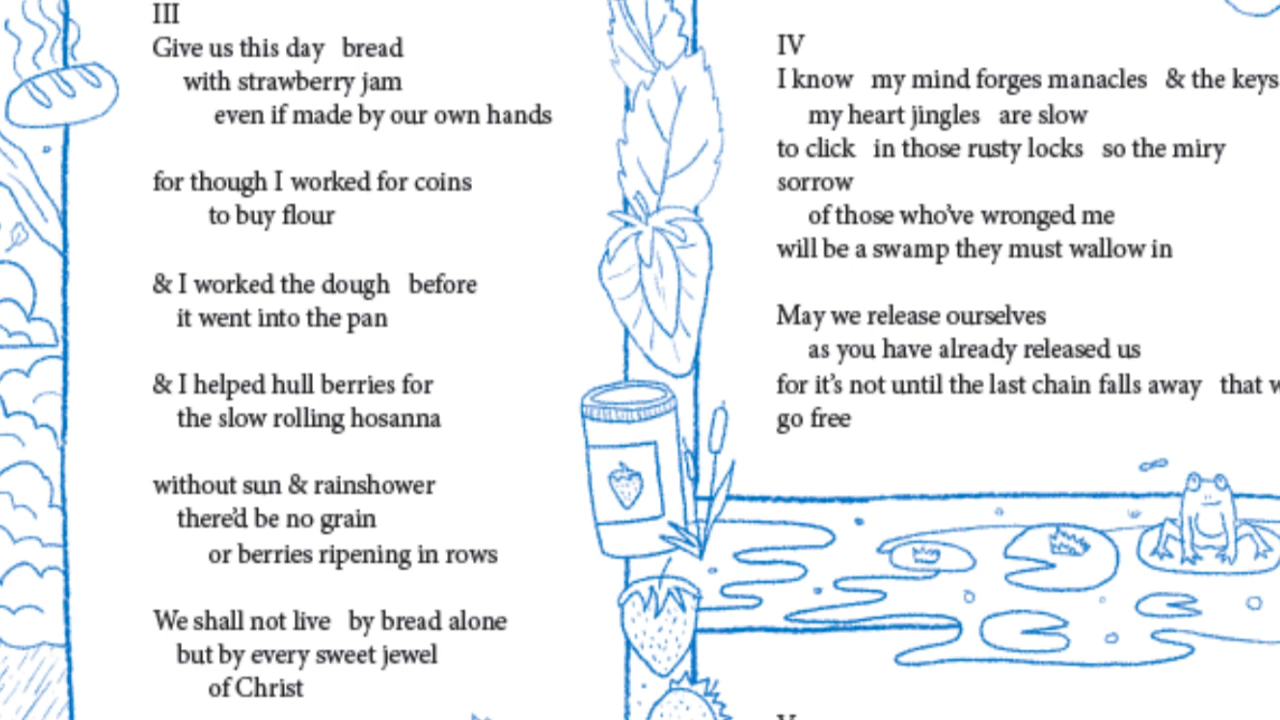 III
Give us this day bread
with strawberry jam
even if made by our own hands
for though I worked for coins
to buy flour
& I worked the dough before
it went into the pan
& I helped hull berries for
the slow rolling hosanna
without sun & rainshower
there'd be no grain
or berries ripening in rows
We shall not live by bread alone
but by every sweet jewel
of Christ
IV
I know my mind forges manacles & the keys
my heart jingles are slow
to click in those rusty locks so the miry
sorrow
of those who've wronged me
will be a swamp they must wallow in
May we release ourselves
as you have already released us
for it's not until the last chain falls away that
go free